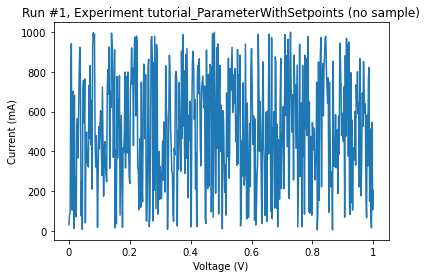 Run #1, Experiment tutorial_ParameterWithSetpoints (no sample)
1000
800
600
400
200
0
Current (mA)
0 0.2 0.4 0.6 0.8 1
Voltage (V)